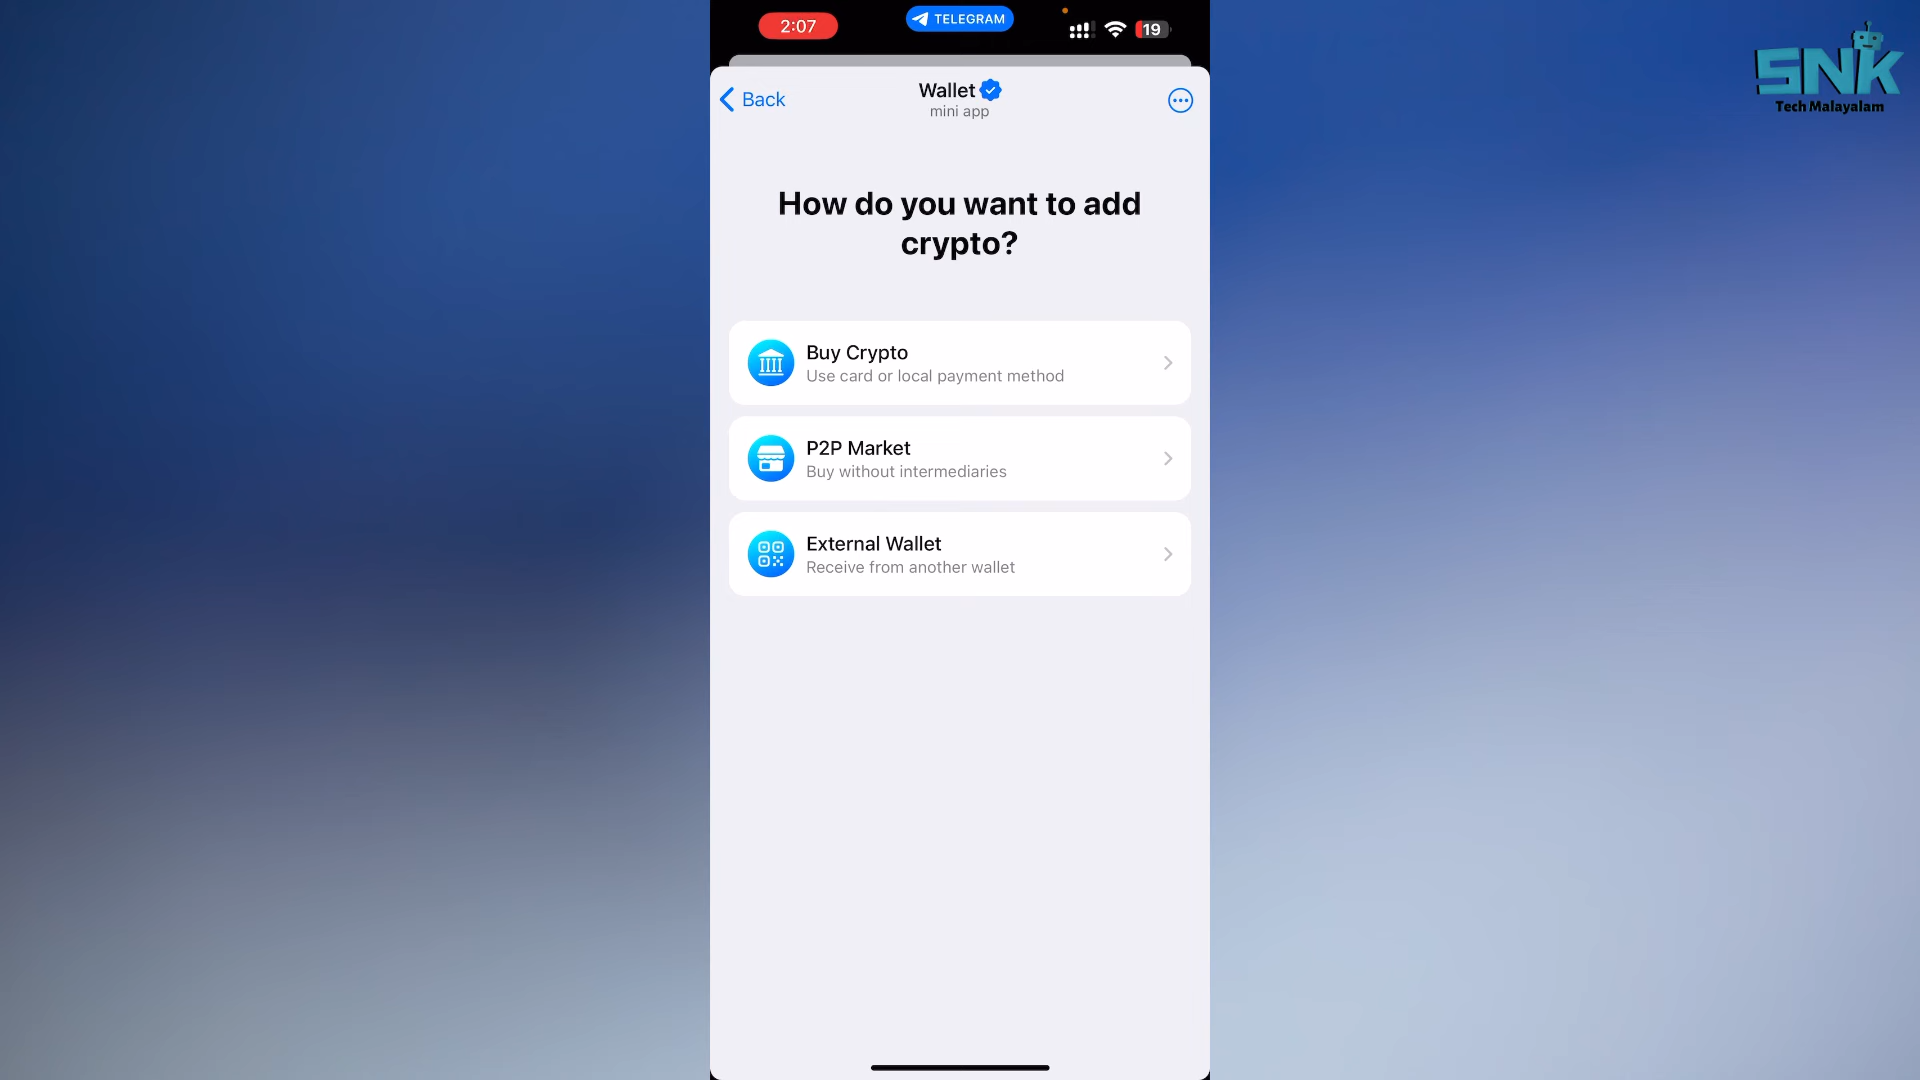 2:07
TELEGRAM
19
SNK
Tech Malayalam
Back
Wallet
mini app
How do you want to add
crypto?
Buy Crypto
Use card or local payment method
P2P Market
Buy without intermediaries
External Wallet
Receive from another wallet